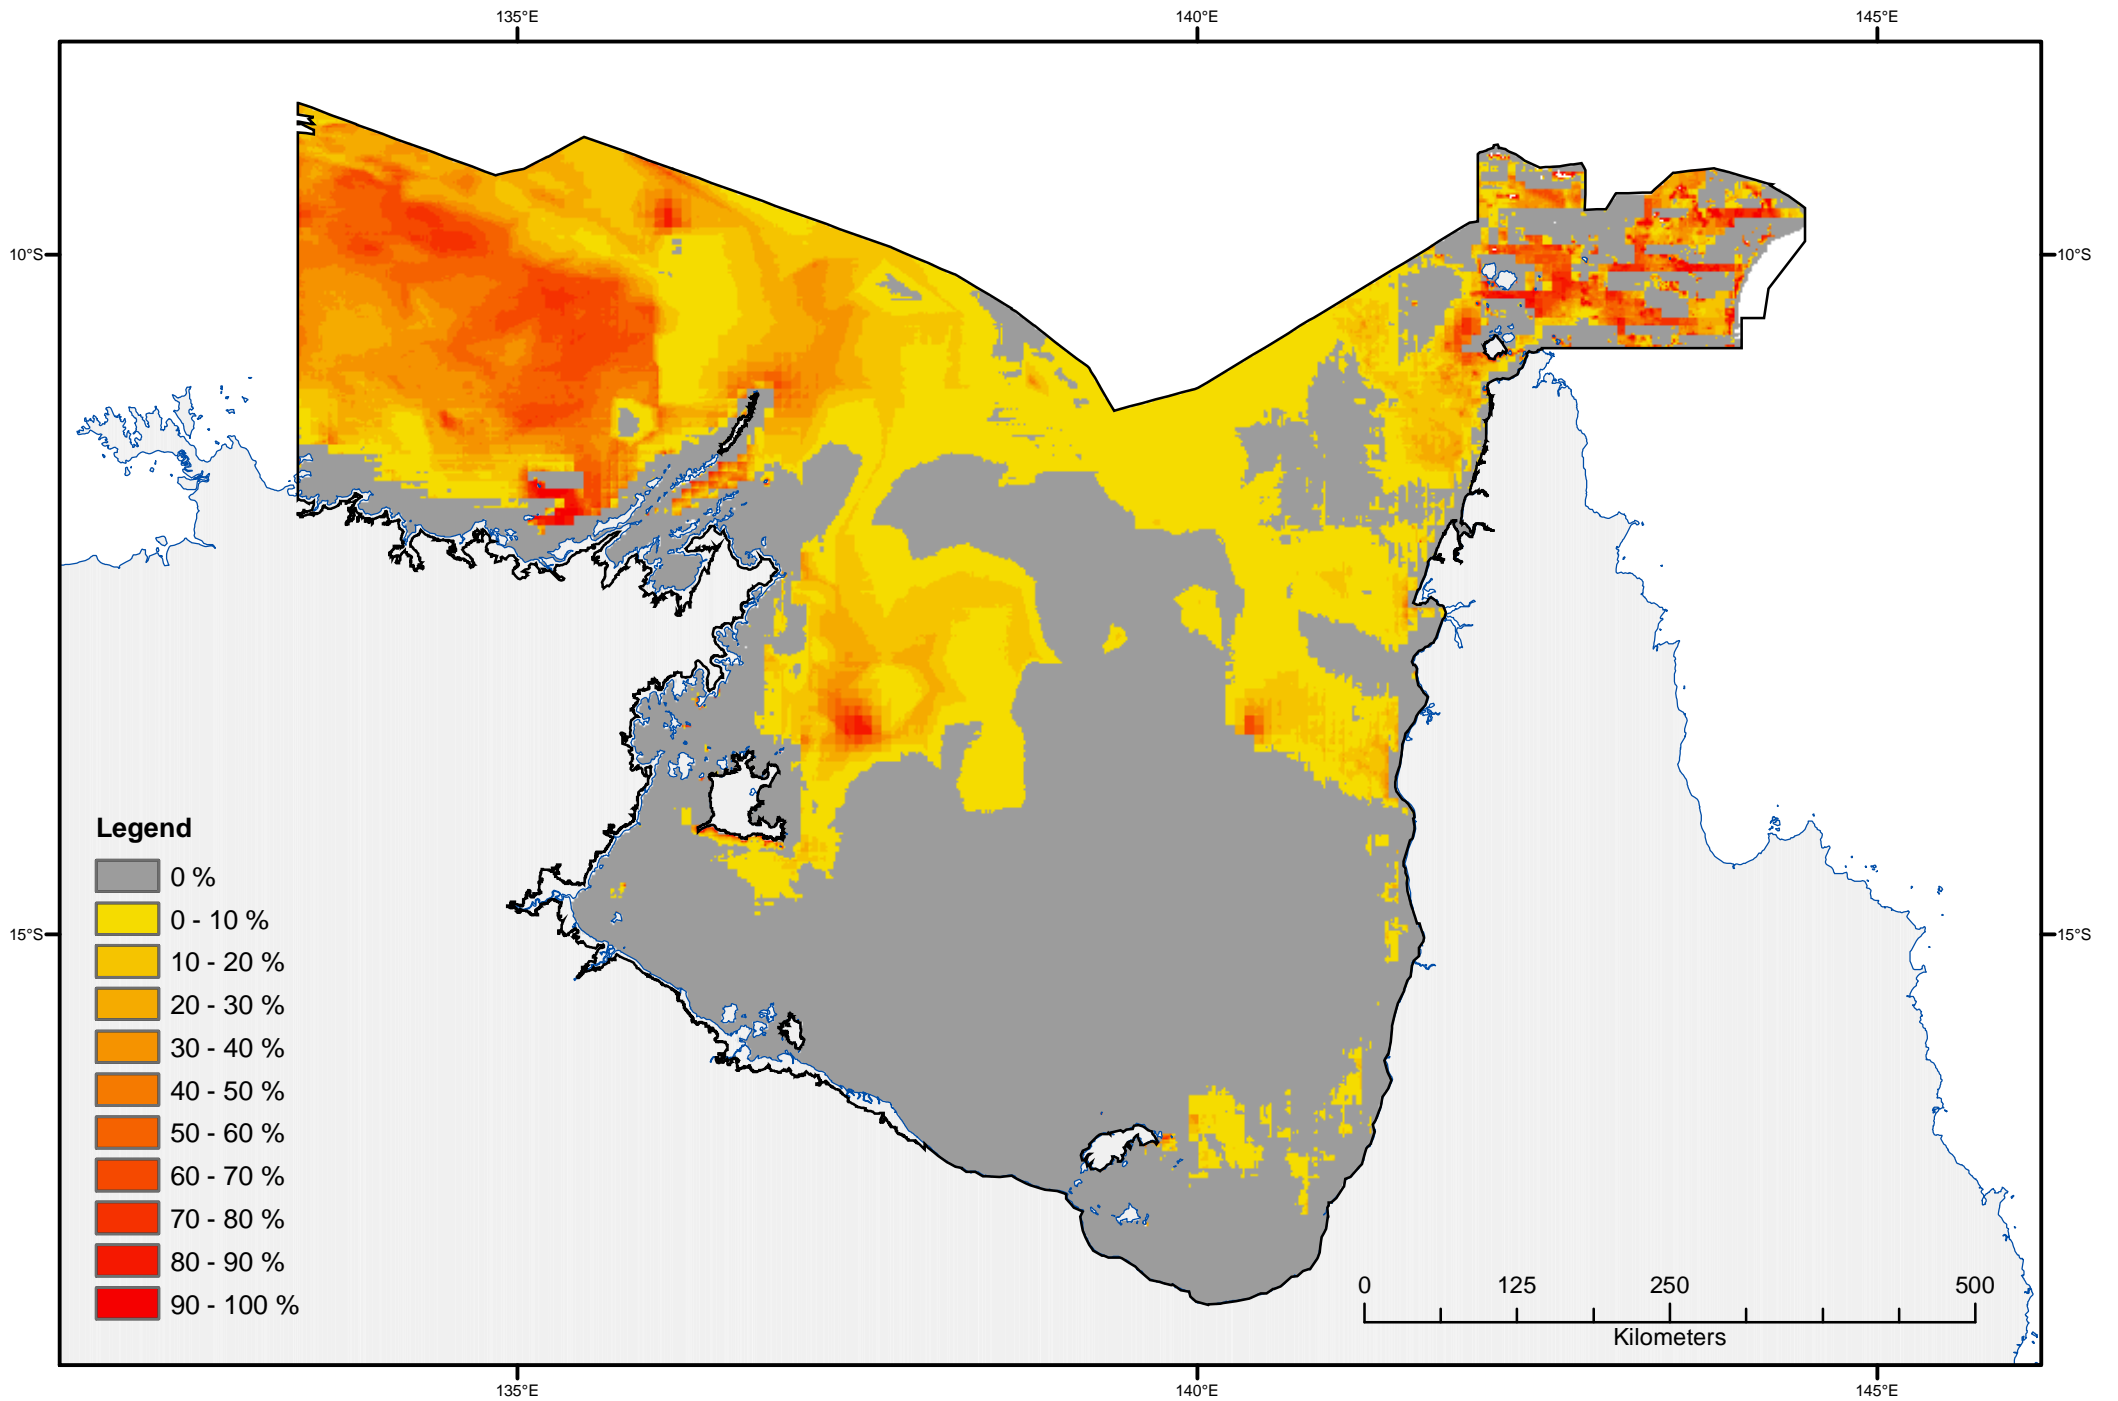 135°E 140°E 145°E
10°S 10°S
Legend
0 %
0 - 10 %
10 - 20 %
15°S 15°S
20 - 30 %
30 - 40 %
40 - 50 %
50 - 60 %
60 - 70 %
70 - 80 %
80 - 90 %
90 - 100 %
0 125 250 500
Kilometers
135°E 140°E 145°E